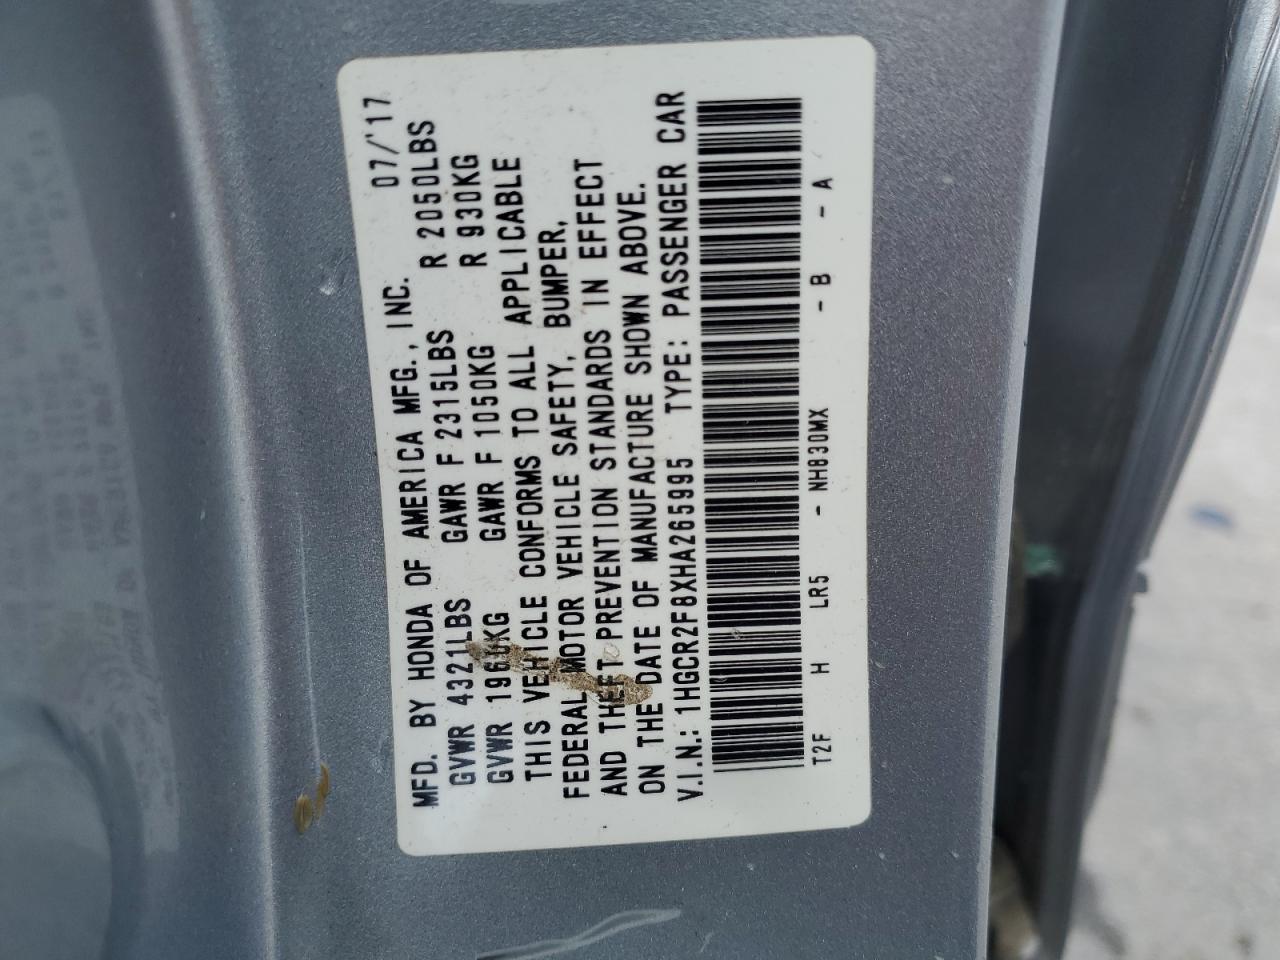 MFD. BY HONDA OF AMERICA MFG., INC. 07/'17
GVWR 4321LBS GAWR F 2315LBS R 2050LBS
GVWR 1960KG GAWR F 1050KG R 930KG
THIS VEHICLE CONFORMS TO ALL APPLICABLE
FEDERAL MOTOR VEHICLE SAFETY, BUMPER,
AND THEFT PREVENTION STANDARDS IN EFFECT
ON THE DATE OF MANUFACTURE SHOWN ABOVE.
V.I.N.: 1HGCR2F8XHA265995 TYPE: PASSENGER CAR
T2F H LR5 - NH830MX - B - A